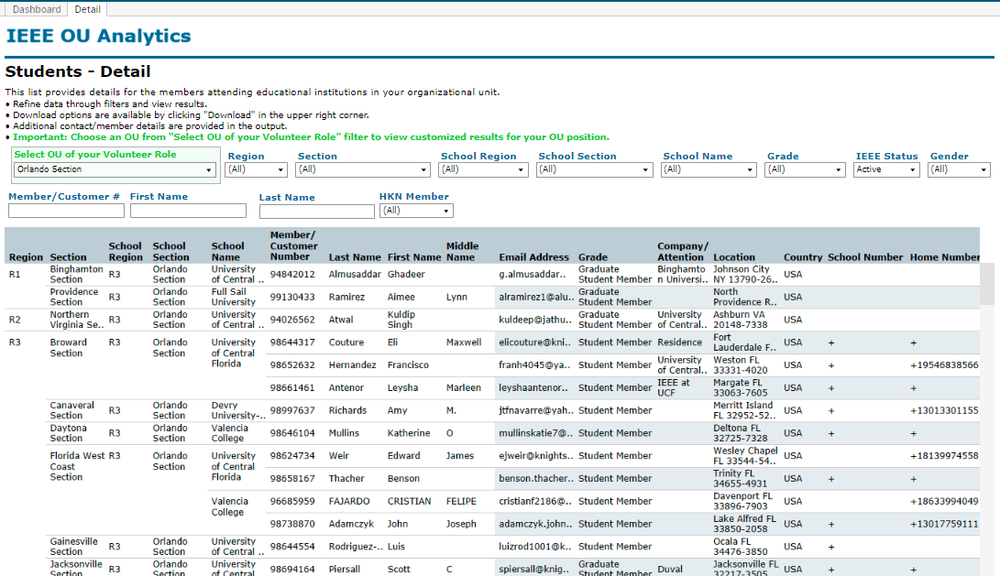 Dashboard Detail
IEEE OU Analytics
Students - Detail
This list provides details for the members attending educational institutions in your organizational unit.
• Refine data through filters and view results.
• Download options are available by clicking "Download" in the upper right corner.
• Additional contact/member details are provided in the output.
• Important: Choose an OU from “Select OU of your Volunteer Role” filter to view customized results for your OU position.
Select OU of your Volunteer Role Region Section School Region School Section School Name Grade IEEE Status Gender
Orlando Section (All) (All) (All) (All) (All) (All) Active (All)
Member/Customer # First Name Last Name HKN Member
(All)
Region Section School Region School Section School Name Member/Customer Number Last Name First Name Middle Name Email Address Grade Company/Attention Location Country School Number Home Number
R1 Binghamton Section R3 Orlando Section University of Central .. 94842012 Almusaddar Ghadeer g.almusaddar.. Graduate Student Member Binghamton Universi.. Johnson City NY 13790-26.. USA
Providence Section R3 Orlando Section Full Sail University 99130433 Ramirez Aimee Lynn alramirez1@alu.. Graduate Student Member North Providence R.. USA
R2 Northern Virginia Se.. R3 Orlando Section University of Central .. 94026562 Atwal Kuldip Singh kuldeep@jathu.. Graduate Student Member University of Central.. Ashburn VA 20148-7338 USA
R3 Broward Section R3 Orlando Section University of Central Florida 98644317 Couture Eli Maxwell elicouture@kni.. Student Member Residence Fort Lauderdale F.. USA + +
98652632 Hernandez Francisco franh4045@ya.. Student Member University of Central.. Weston FL 33331-4020 USA + +19546838566
98661461 Antenor Leysha Marleen leyshaantenor.. Student Member IEEE at UCF Margate FL 33063-7605 USA + +
Canaveral Section R3 Orlando Section Devry University-.. 98997637 Richards Amy M. jtfnavarre@yah.. Student Member Merritt Island FL 32952-52.. USA + +13013301155
Daytona Section R3 Orlando Section Valencia College 98646104 Mullins Katherine O mullinskatie7@.. Student Member Deltona FL 32725-7328 USA + +
Florida West Coast Section R3 Orlando Section University of Central Florida 98624734 Weir Edward James ejweir@knights.. Student Member Wesley Chapel FL 33544-54.. USA +18139974558
98658167 Thacher Benson benson.thacher.. Student Member Trinity FL 34655-4931 USA + +
Valencia College 96685959 FAJARDO CRISTIAN FELIPE cristianf2186@.. Student Member Davenport FL 33896-7903 USA +18633994049
98738870 Adamczyk John Joseph adamczyk.john.. Student Member Lake Alfred FL 33850-2058 USA + +13017759111
Gainesville Section R3 Orlando Section University of Central .. 98644554 Rodriguez-.. Luis luizrod1001@k.. Student Member Ocala FL 34476-3850 USA +
Jacksonville Section R3 Orlando Section University of Central 98694164 Piersall Scott C spiersall@knig.. Graduate Student Member Duval Jacksonville FL 32217-3505 USA + +